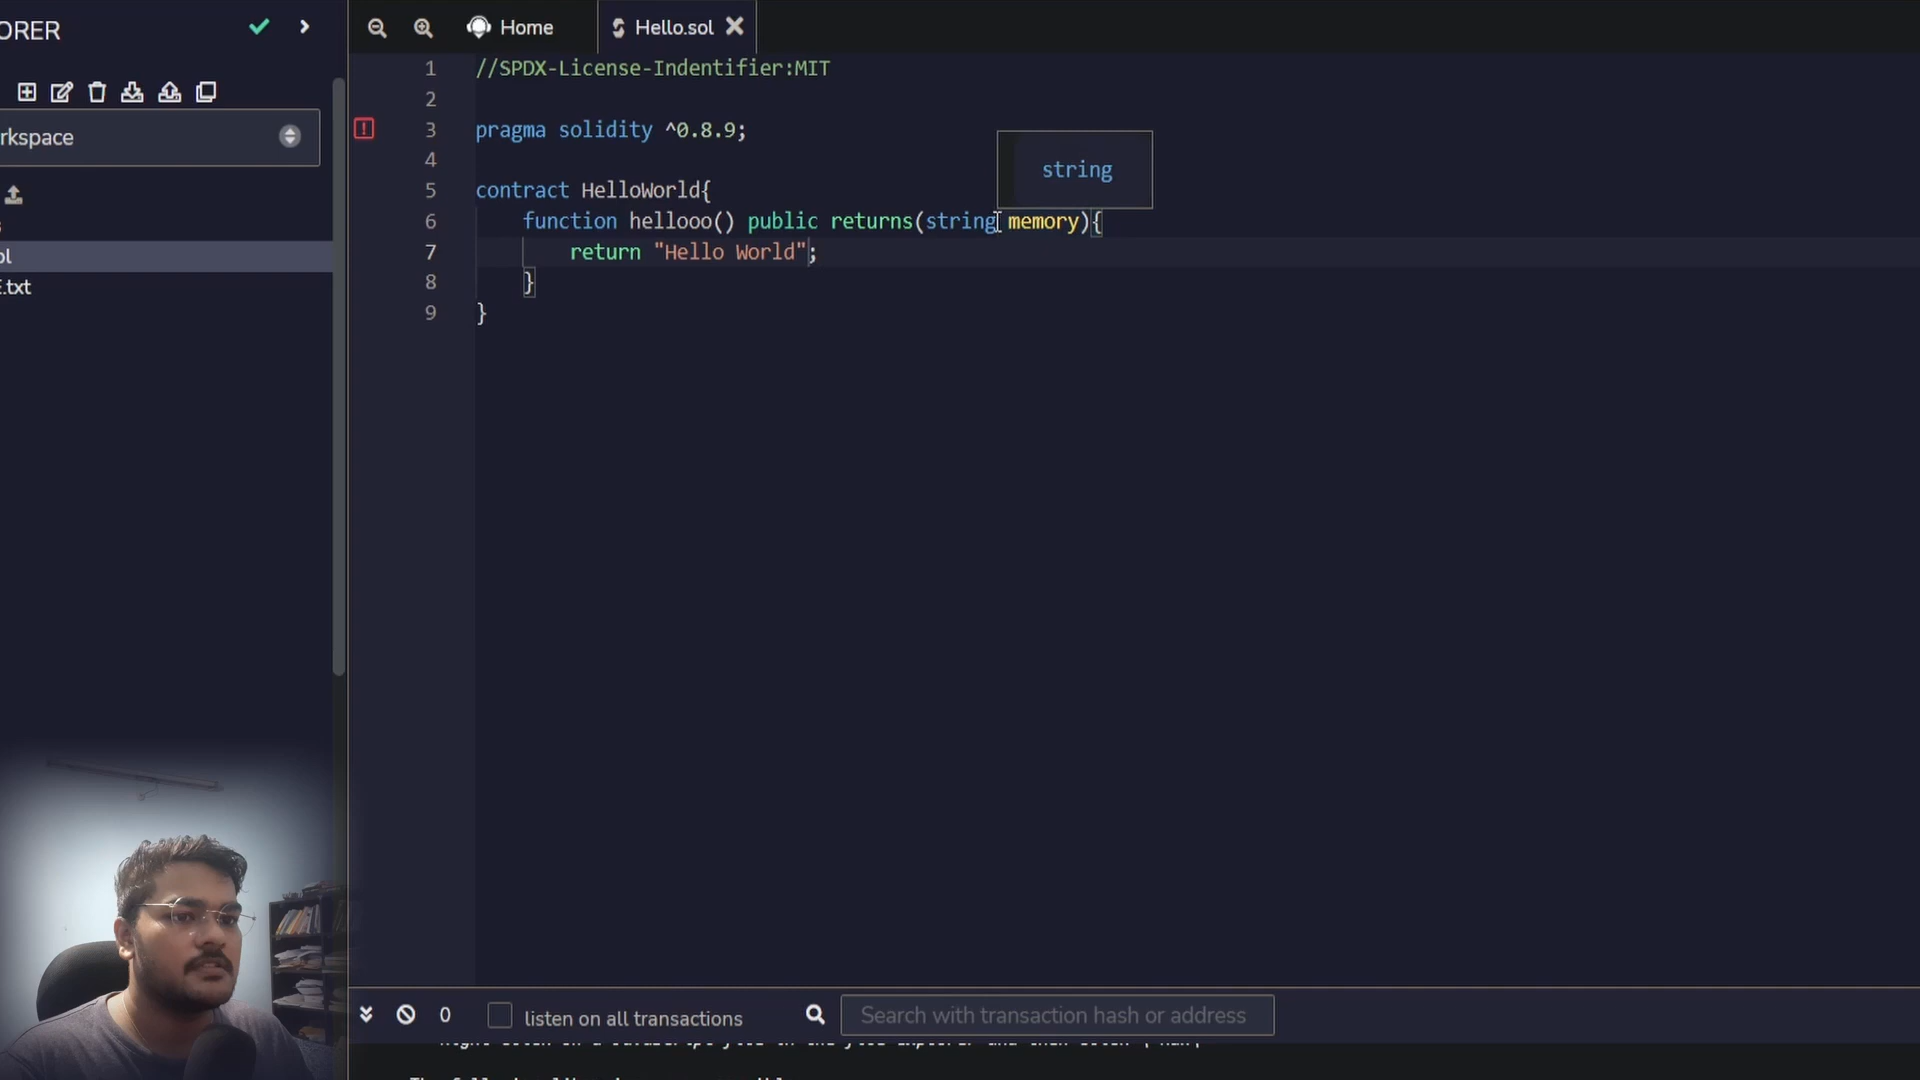 ORER
Home
Hello.sol
rkspace
ol
E.txt
1 //SPDX-License-Indentifier:MIT
2
3 pragma solidity ^0.8.9;
4
string
5 contract HelloWorld{
6 function hellooo() public returns(string memory){
7 return "Hello World";
8 }
9 }
0
listen on all transactions
Search with transaction hash or address